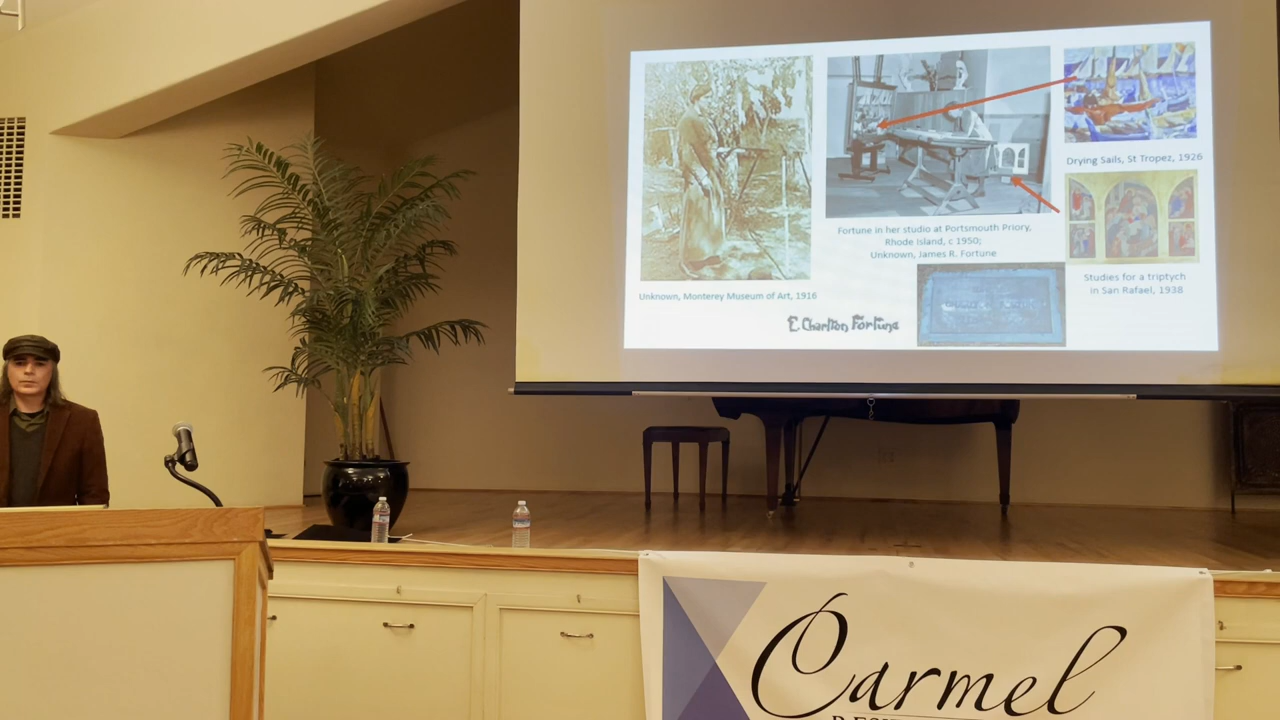 Drying Sails, St Tropez, 1926
Fortune in her studio at Portsmouth Priory,
Rhode Island, c 1950;
Unknown, James R. Fortune
Studies for a triptych
in San Rafael, 1938
Unknown, Monterey Museum of Art, 1916
E. Charlton Fortune
Carmel